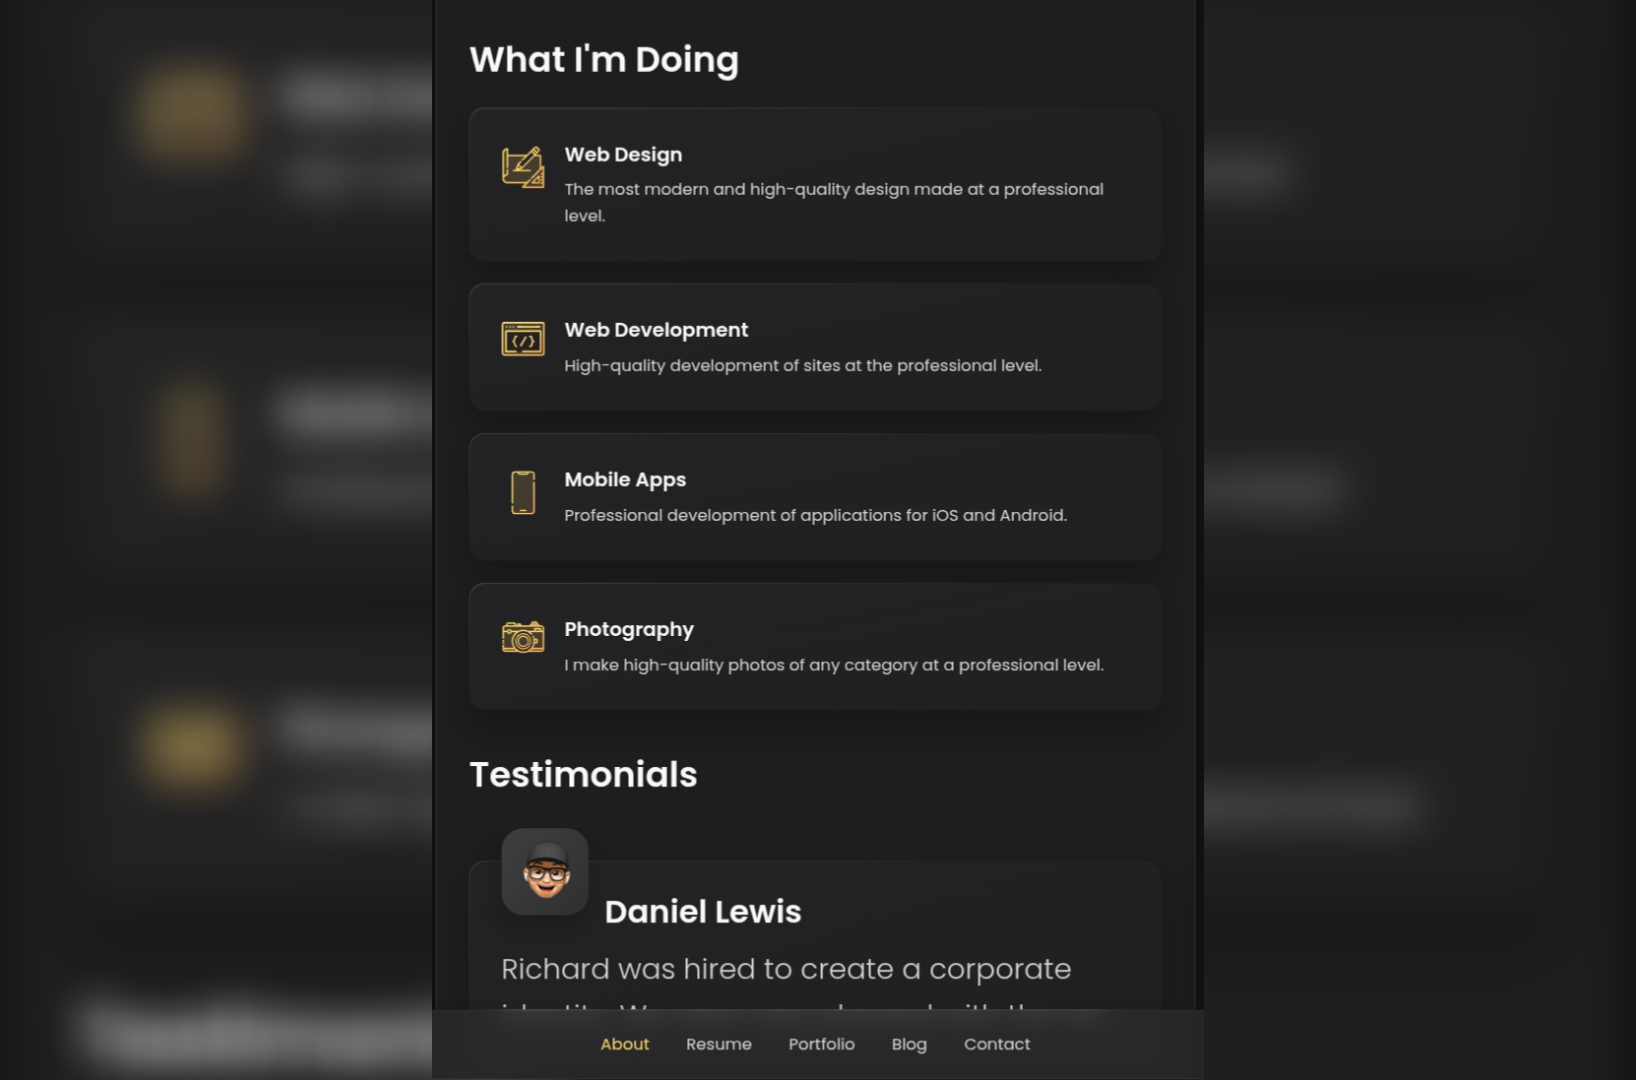 What I'm Doing
Web Design
The most modern and high-quality design made at a professional
level.
Web Development
High-quality development of sites at the professional level.
Mobile Apps
Professional development of applications for iOS and Android.
Photography
I make high-quality photos of any category at a professional level.
Testimonials
Daniel Lewis
Richard was hired to create a corporate
About Resume Portfolio Blog Contact